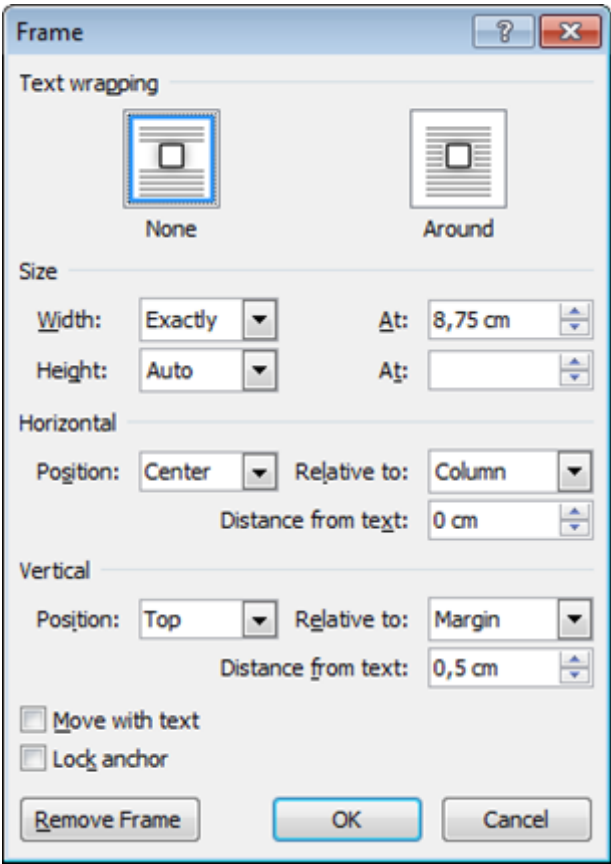 Frame
Text wrapping
None Around
Size
Width: Exactly At: 8,75 cm
Height: Auto At:
Horizontal
Position: Center Relative to: Column
Distance from text: 0 cm
Vertical
Position: Top Relative to: Margin
Distance from text: 0,5 cm
Move with text
Lock anchor
Remove Frame OK Cancel